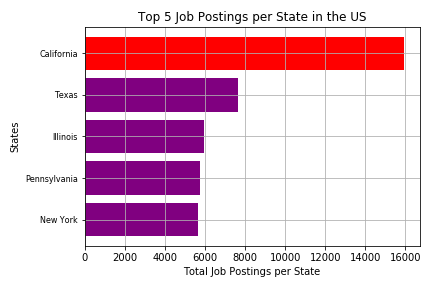 Top 5 Job Postings per State in the US
California
Texas
Illinois
Pennsylvania
New York
States
0 2000 4000 6000 8000 10000 12000 14000 16000
Total Job Postings per State